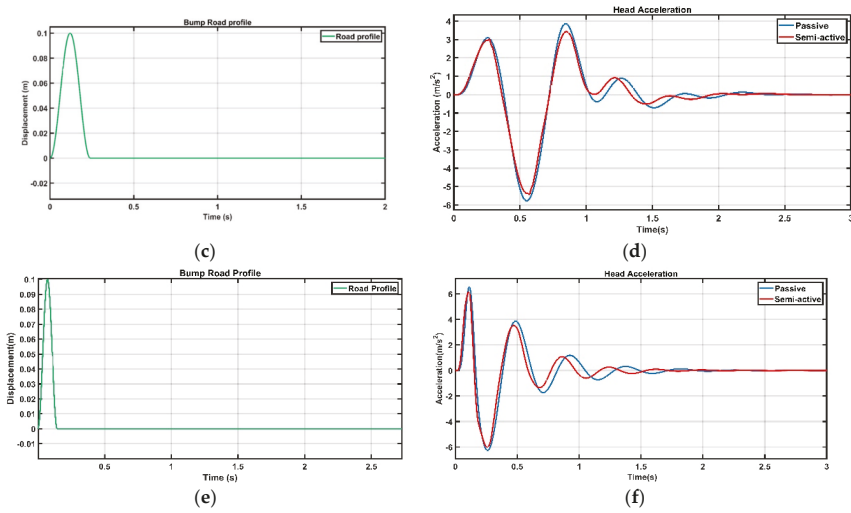 Bump Road profile
Road profile
0.1
0.08
0.06
0.04
0.02
0
-0.02
Displacement (m)
0 0.5 1 1.5 2
Time (s)
(c)
Head Acceleration
Passive
Semi-active
4
3
2
1
0
-1
-2
-3
-4
-5
-6
Acceleration (m/s²)
0 0.5 1 1.5 2 2.5 3
Time(s)
(d)
Bump Road Profile
Road Profile
0.1
0.09
0.08
0.07
0.06
0.05
0.04
0.03
0.02
0.01
0
-0.01
Displacement(m)
0.5 1 1.5 2 2.5
Time (s)
(e)
Head Acceleration
Passive
Semi-active
6
4
2
0
-2
-4
-6
Acceleration(m/s²)
0 0.5 1 1.5 2 2.5 3
Time(s)
(f)